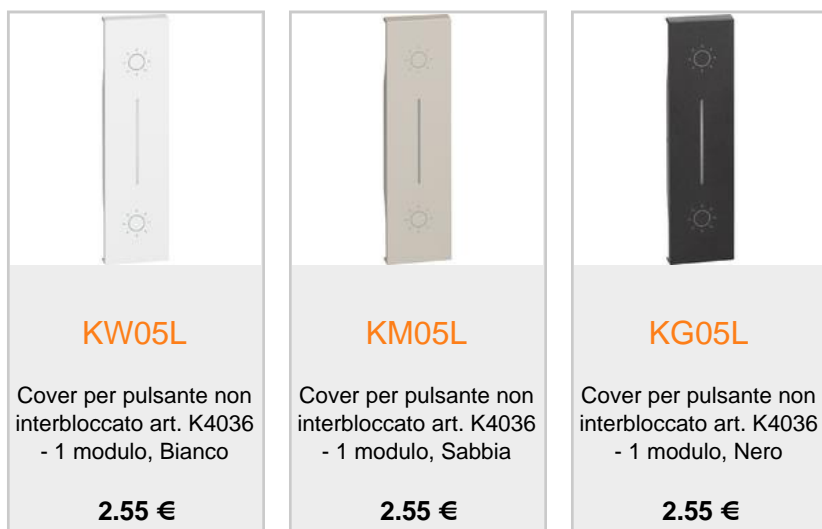 KW05L
Cover per pulsante non
interbloccato art. K4036
- 1 modulo, Bianco
2.55 €
KM05L
Cover per pulsante non
interbloccato art. K4036
- 1 modulo, Sabbia
2.55 €
KG05L
Cover per pulsante non
interbloccato art. K4036
- 1 modulo, Nero
2.55 €